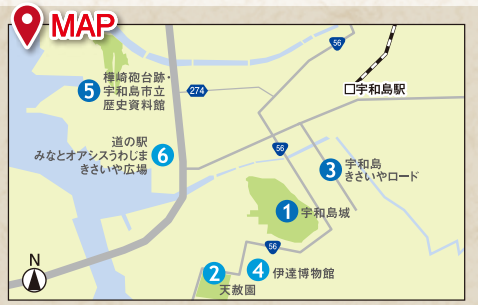 MAP
56
樺崎砲台跡・
宇和島市立
歴史資料館
5
274
宇和島駅
道の駅
みなとオアシスうわじま
きさいや広場
6
56
3
宇和島
きさいやロード
1
宇和島城
N
56
2
天赦園
4
伊達博物館